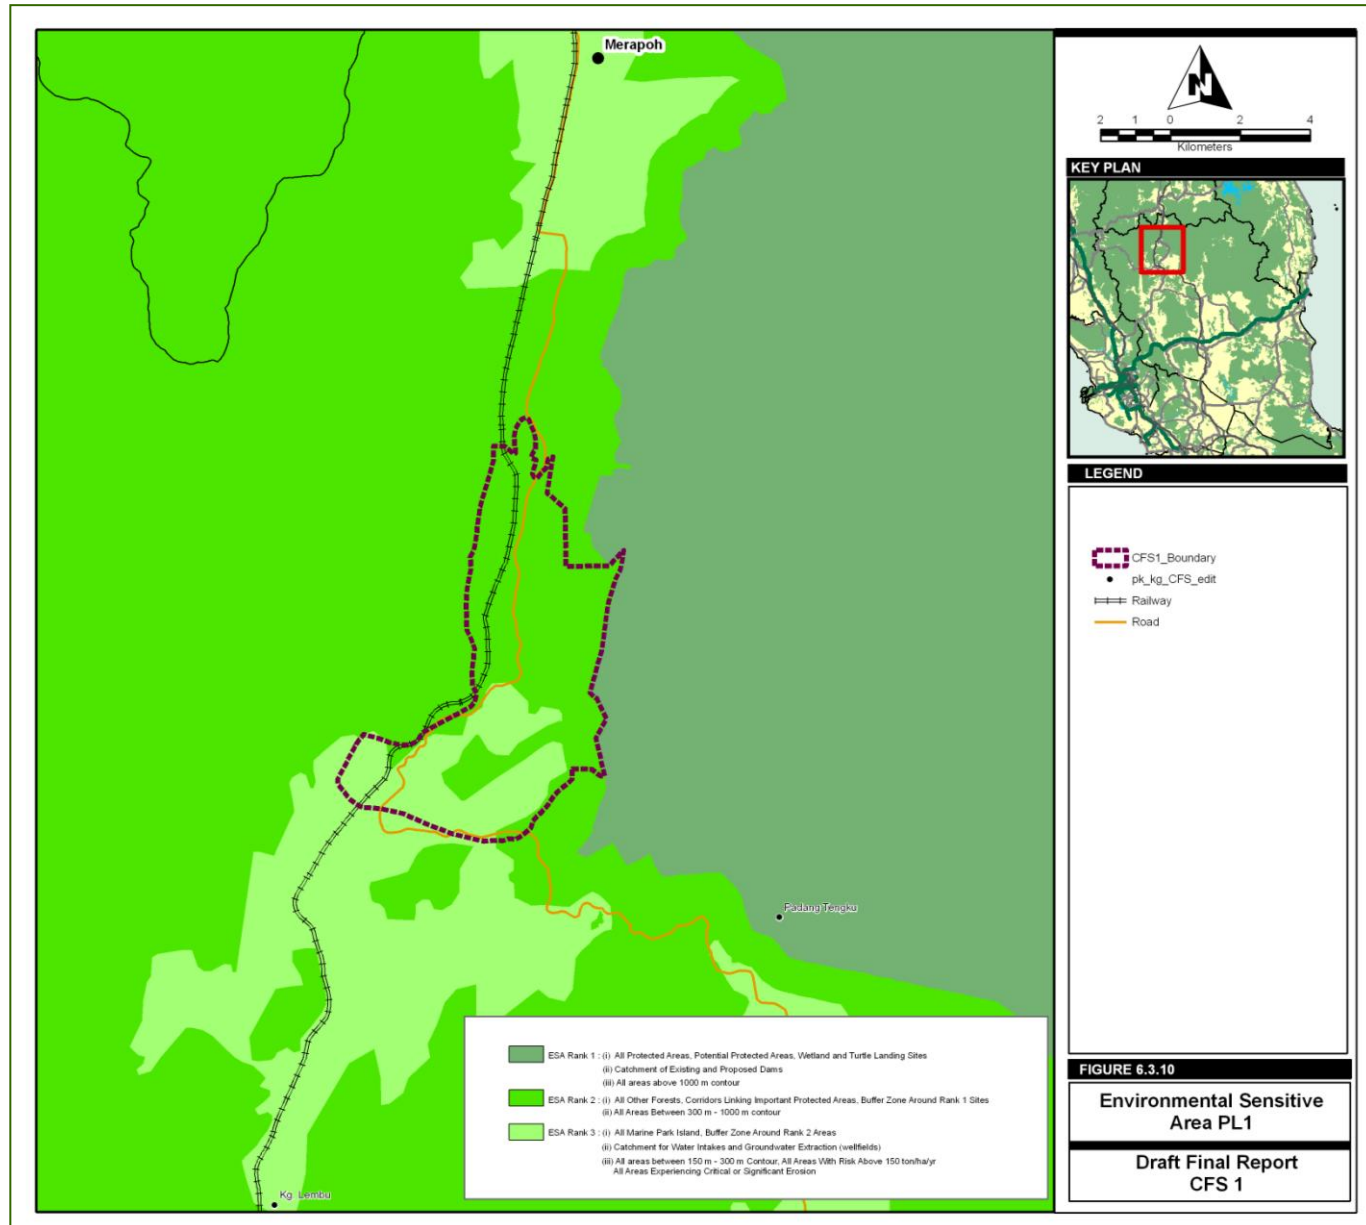 Merapoh
Padang Tengku
Kg. Lembu
ESA Rank 1 : (i) All Protected Areas, Potential Protected Areas, Wetland and Turtle Landing Sites
(ii) Catchment of Existing and Proposed Dams
(iii) All areas above 1000 m contour
ESA Rank 2 : (i) All Other Forests, Corridors Linking Important Protected Areas, Buffer Zone Around Rank 1 Sites
(ii) All Areas Between 300 m - 1000 m contour
ESA Rank 3 : (i) All Marine Park Island, Buffer Zone Around Rank 2 Areas
(ii) Catchment for Water Intakes and Groundwater Extraction (wellfields)
(iii) All areas between 150 m - 300 m Contour, All Areas With Risk Above 150 ton/ha/yr
All Areas Experiencing Critical or Significant Erosion
N
2 1 0 2 4
Kilometers
KEY PLAN
LEGEND
CFS1_Boundary
pk_kg_CFS_edit
Railway
Road
FIGURE 6.3.10
Environmental Sensitive
Area PL1
Draft Final Report
CFS 1